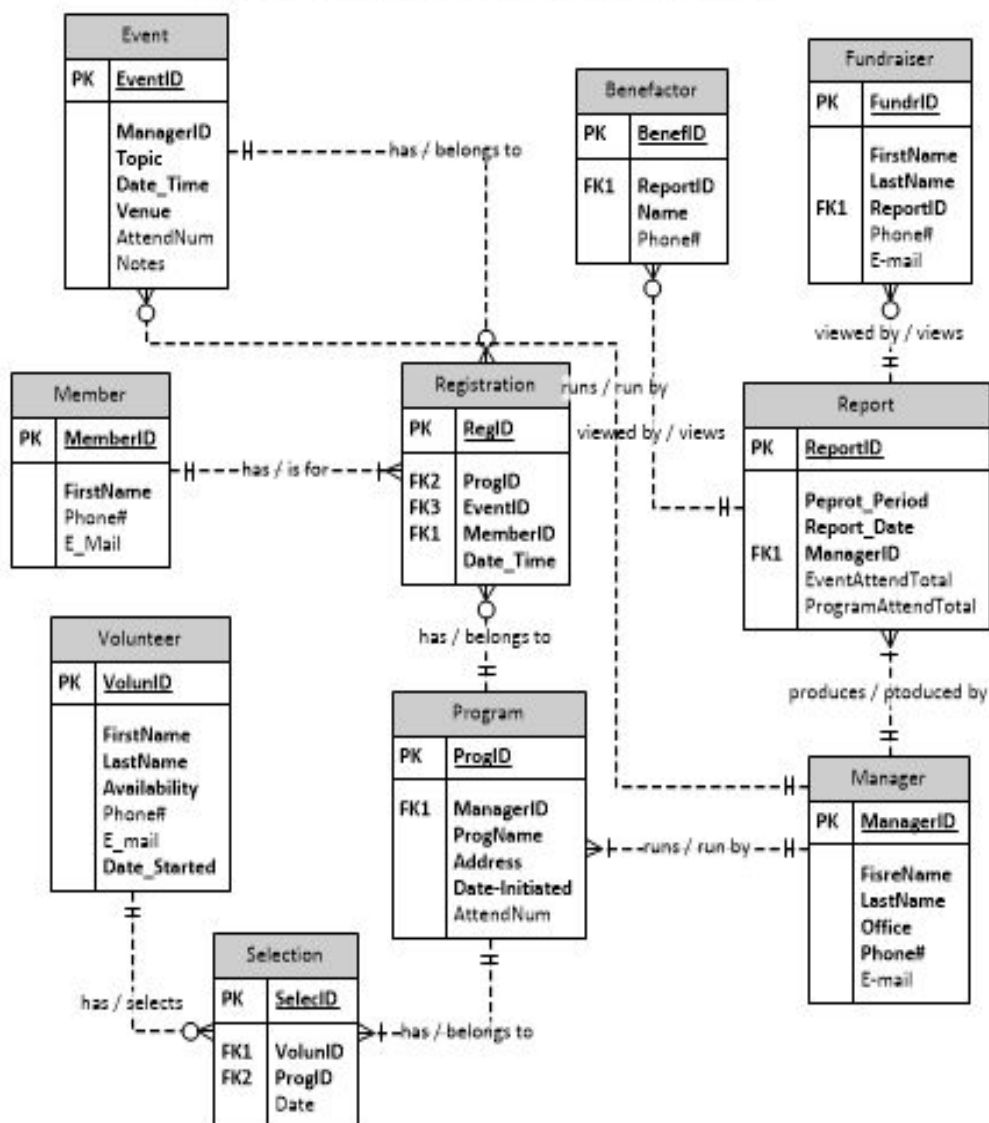 Event
PK EventID
ManagerID
Topic
Date_Time
Venue
AttendNum
Notes
has / belongs to
Benefactor
PK BenefID
FK1 ReportID
Name
Phone#
Fundraiser
PK FundrID
FirstName
LastName
FK1 ReportID
Phone#
E-mail
viewed by / views
Member
PK MemberID
FirstName
Phone#
E_Mail
has / is for
Registration
PK RegID
FK2 ProgID
FK3 EventID
FK1 MemberID
Date_Time
runs / run by
viewed by / views
Report
PK ReportID
Peprot_Period
Report_Date
FK1 ManagerID
EventAttendTotal
ProgramAttendTotal
has / belongs to
produces / ptoduced by
Volunteer
PK VolunID
FirstName
LastName
Availability
Phone#
E_mail
Date_Started
Program
PK ProgID
FK1 ManagerID
ProgName
Address
Date-Initiated
AttendNum
runs / run by
Manager
PK ManagerID
FisreName
LastName
Office
Phone#
E-mail
has / selects
Selection
PK SelecID
FK1 VolunID
FK2 ProgID
Date
has / belongs to